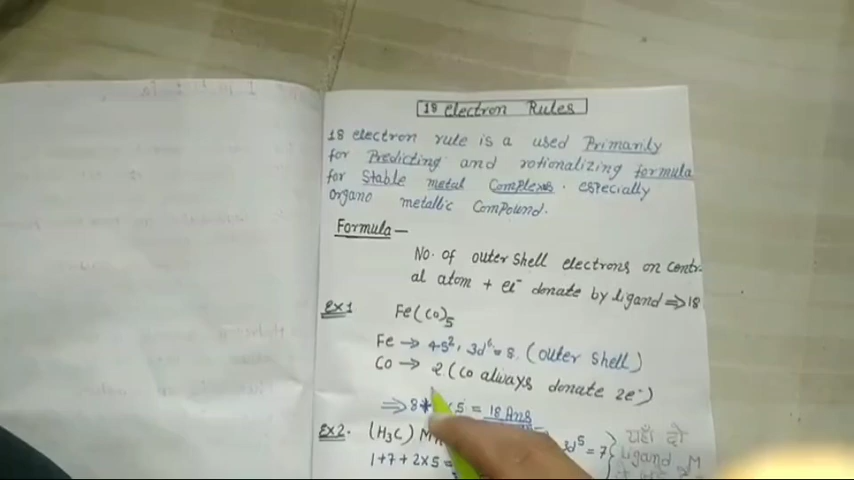 18 electron Rules
18 electron rule is a used Primarily
for Predicting and rotionalizing formula
for Stable metal Complexes. especially
Organo metallic Compound.
Formula—
No. of outer shell electrons on centr-
al atom + el⁻ donate by ligand ⇒ 18
Ex1 Fe(CO)₅
Fe → 4s², 3d⁶ = 8. (outer shell)
Co → 2 (Co always donate 2e⁻)
⇒ 8 5 = 18 Ans
Ex2. (H₃C) 3d⁵ = 7 यहाँ दो
1+7+2×5 = Ligand